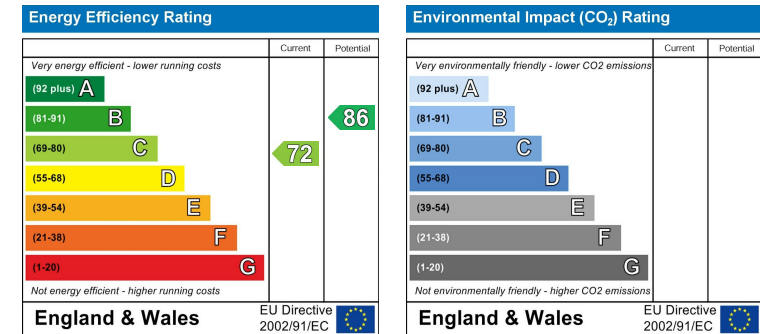 Energy Efficiency Rating
Current Potential
Very energy efficient - lower running costs
(92 plus) A
(81-91) B
86
(69-80) C
72
(55-68) D
(39-54) E
(21-38) F
(1-20) G
Not energy efficient - higher running costs
England & Wales
EU Directive
2002/91/EC
Environmental Impact (CO₂) Rating
Current Potential
Very environmentally friendly - lower CO2 emissions
(92 plus) A
(81-91) B
(69-80) C
(55-68) D
(39-54) E
(21-38) F
(1-20) G
Not environmentally friendly - higher CO2 emissions
England & Wales
EU Directive
2002/91/EC